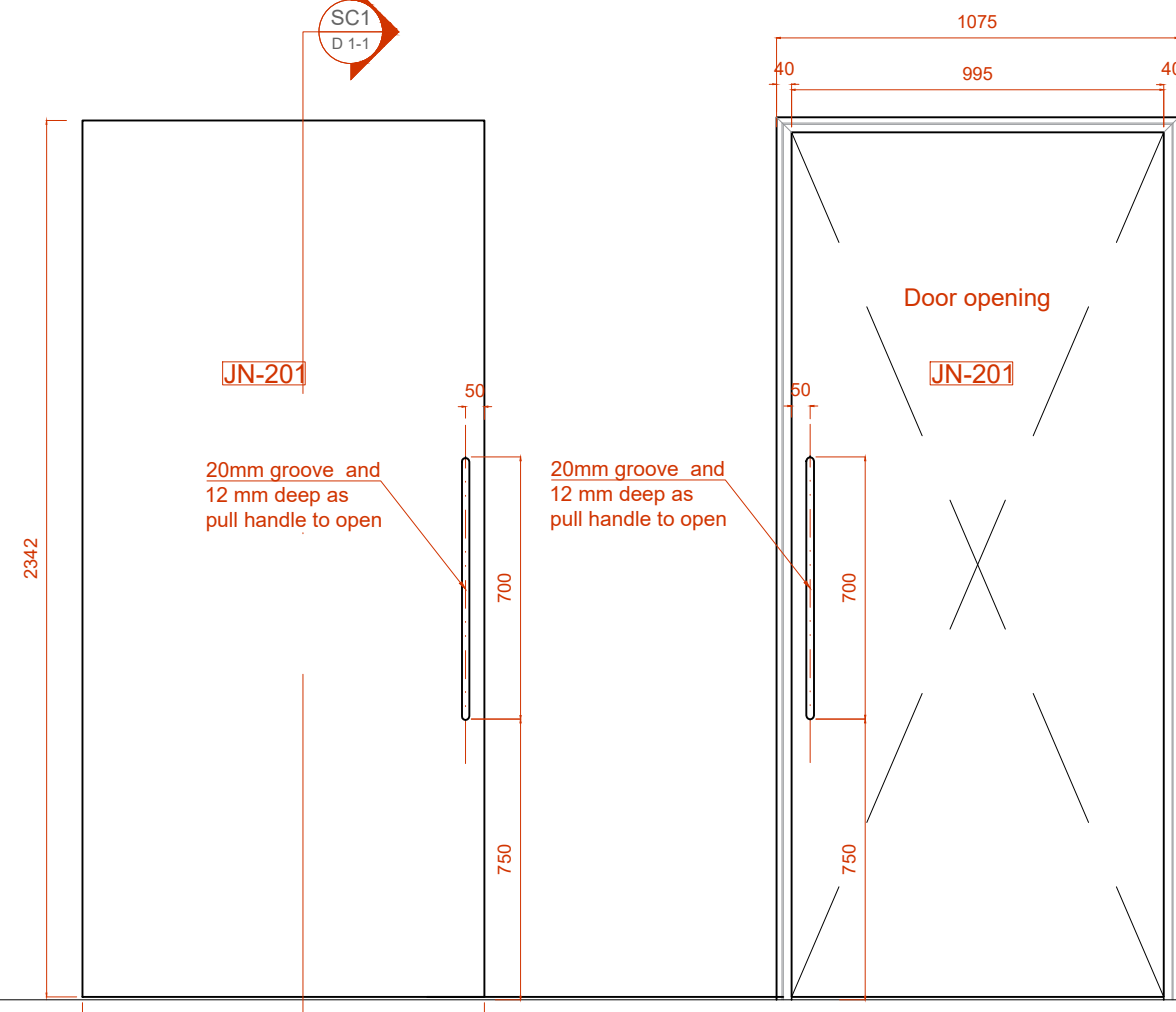 SC1
D 1-1
1075
40
995
40
Door opening
JN-201
JN-201
50
50
20mm groove and
12 mm deep as
pull handle to open
20mm groove and
12 mm deep as
pull handle to open
2342
700
700
750
750